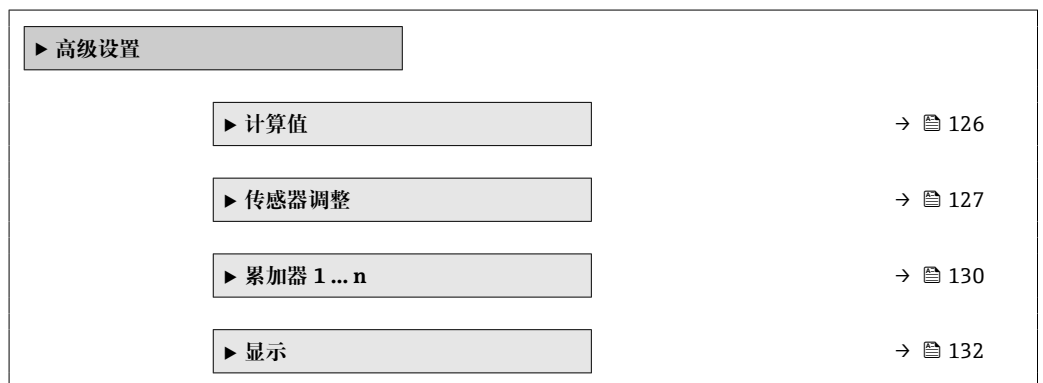 ▶ 高级设置
▶ 计算值 → 126
▶ 传感器调整 → 127
▶ 累加器 1 ... n → 130
▶ 显示 → 132